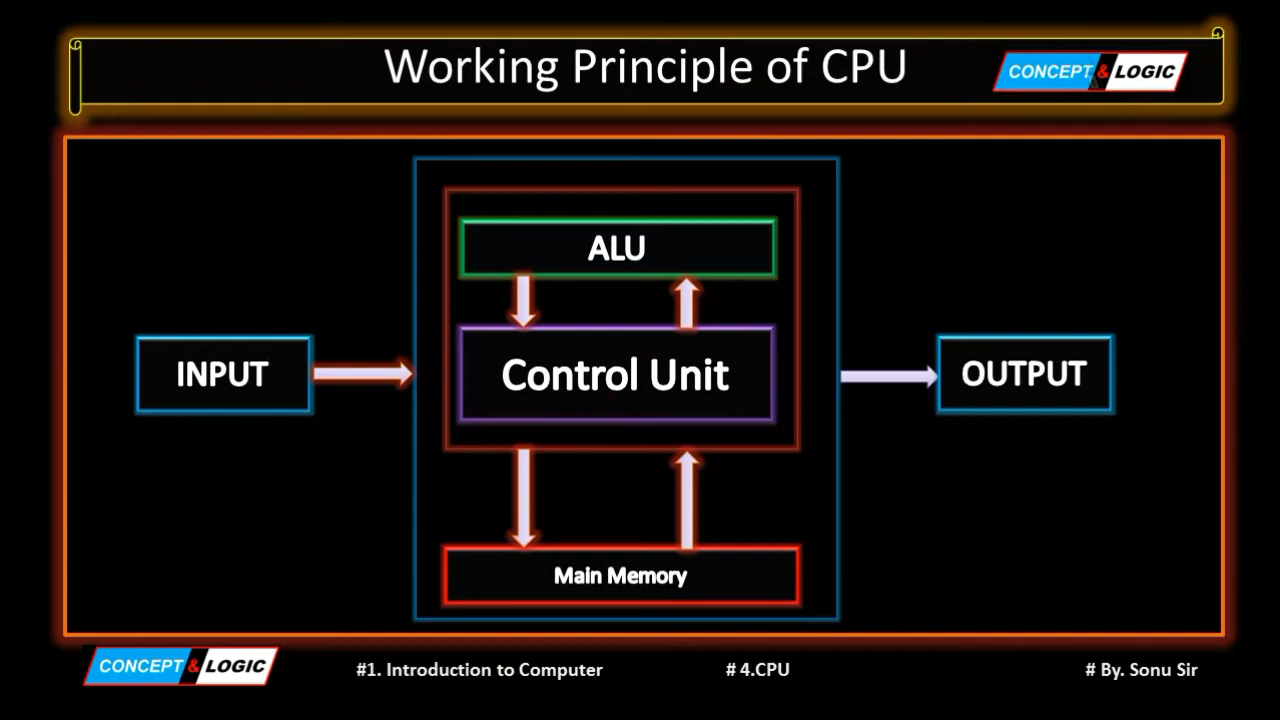 Working Principle of CPU
CONCEPT & LOGIC
ALU
INPUT
Control Unit
OUTPUT
Main Memory
CONCEPT & LOGIC
#1. Introduction to Computer
# 4.CPU
# By. Sonu Sir